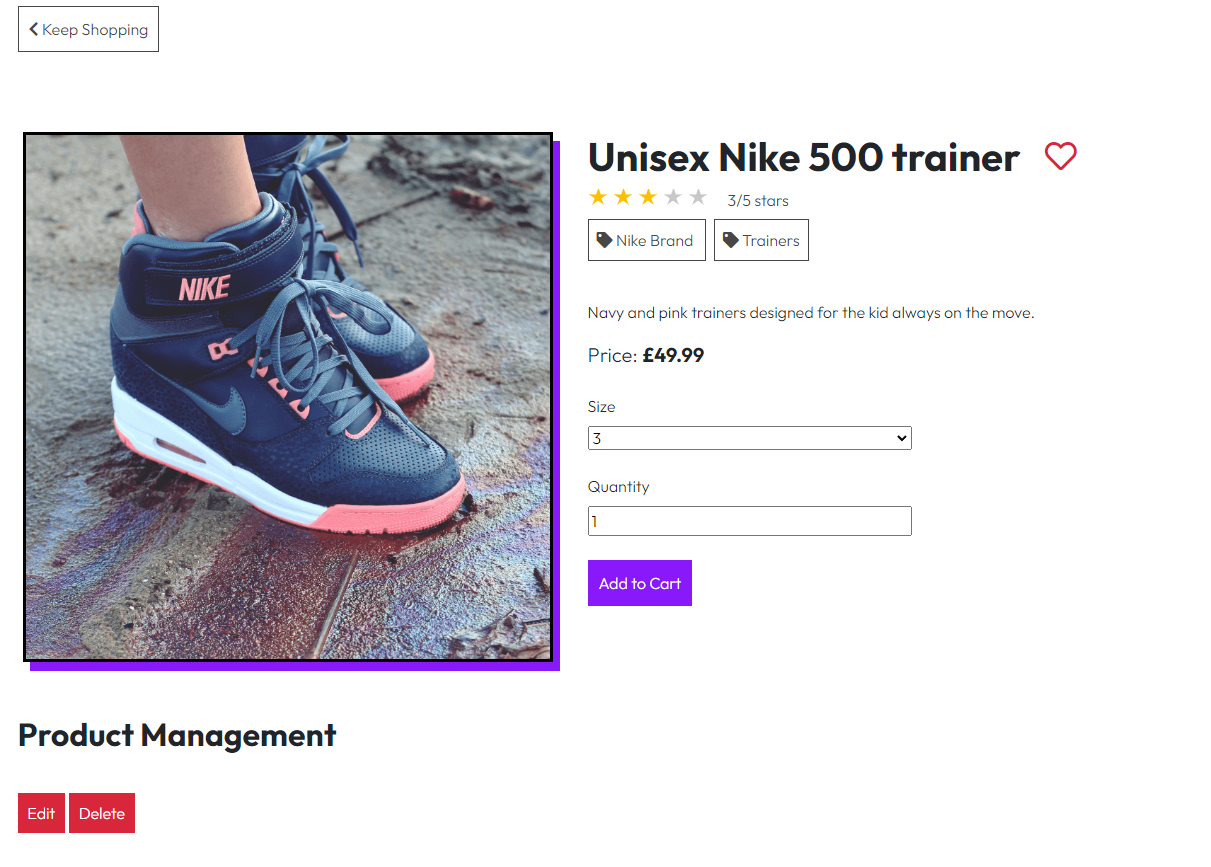 Keep Shopping
Unisex Nike 500 trainer
3/5 stars
Nike Brand Trainers
NIKE
Navy and pink trainers designed for the kid always on the move.
Price: £49.99
Size
3
Quantity
1
Add to Cart
Product Management
Edit Delete